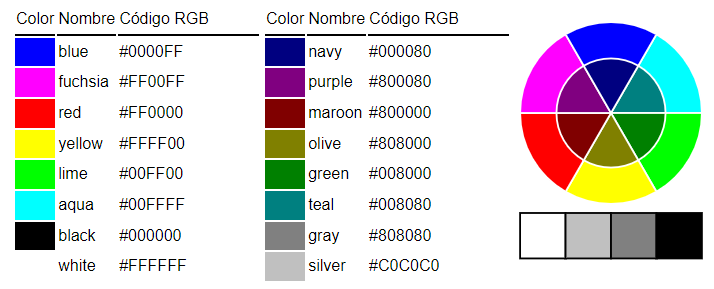 Color Nombre Código RGB
blue #0000FF
fuchsia #FF00FF
red #FF0000
yellow #FFFF00
lime #00FF00
aqua #00FFFF
black #000000
white #FFFFFF
Color Nombre Código RGB
navy #000080
purple #800080
maroon #800000
olive #808000
green #008000
teal #008080
gray #808080
silver #C0C0C0